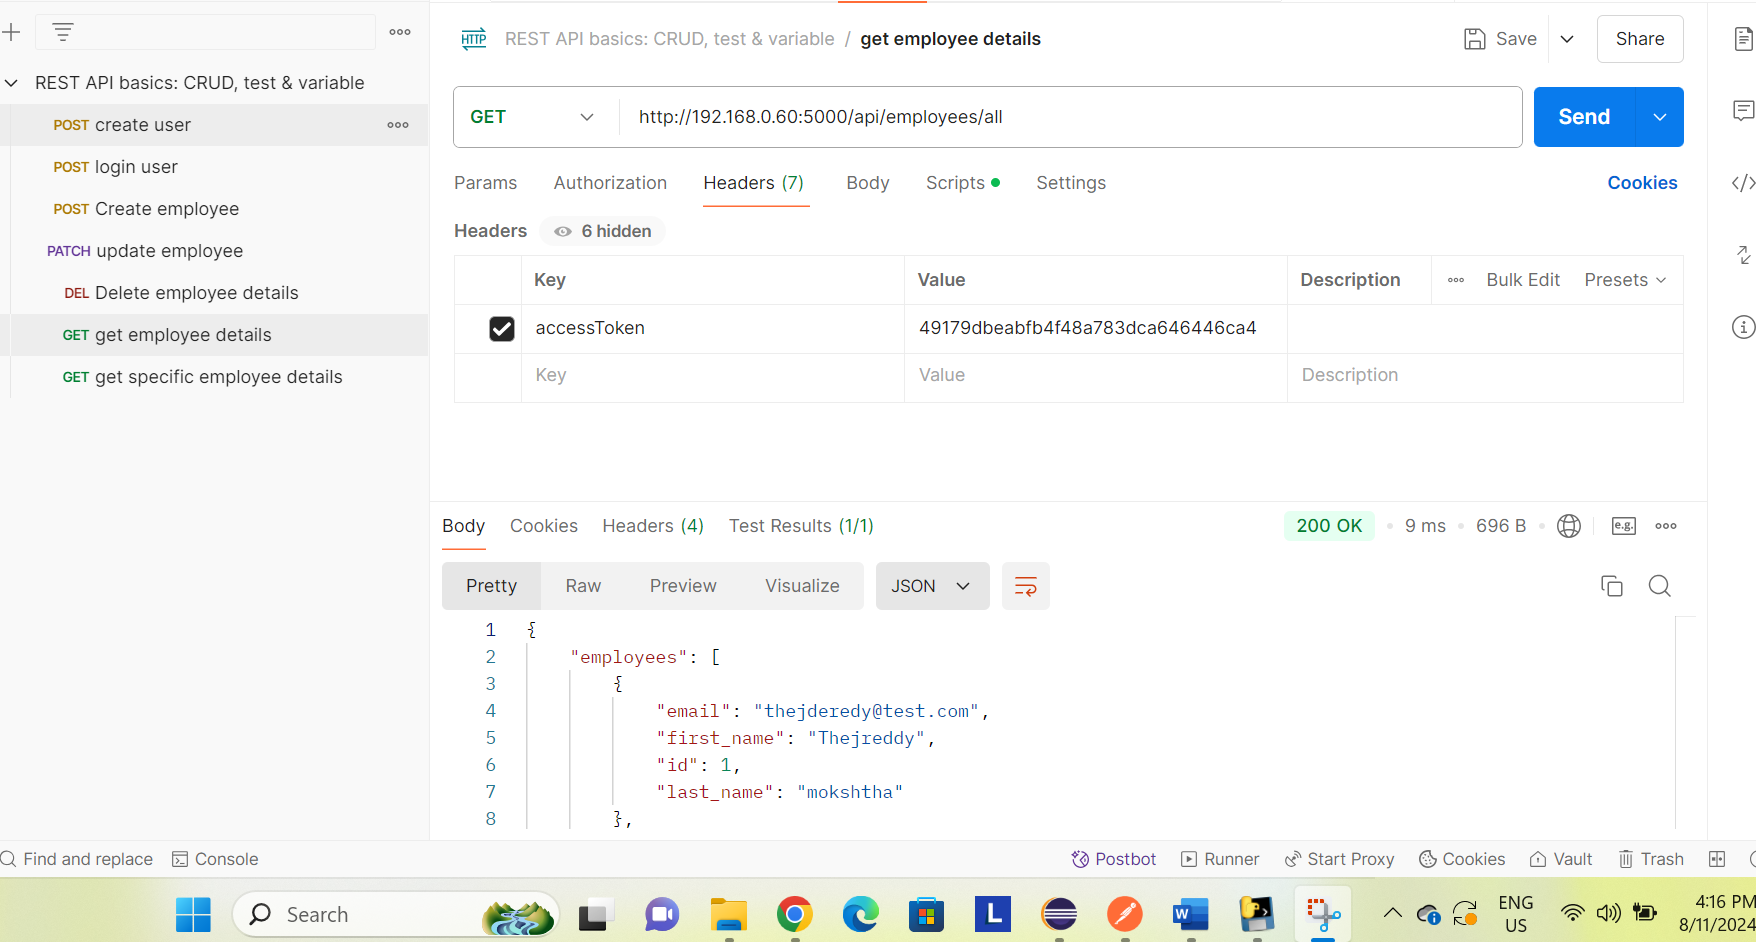 REST API basics: CRUD, test & variable
POST create user
POST login user
POST Create employee
PATCH update employee
DEL Delete employee details
GET get employee details
GET get specific employee details
HTTP REST API basics: CRUD, test & variable / get employee details
Save
Share
GET http://192.168.0.60:5000/api/employees/all
Send
Params Authorization Headers (7) Body Scripts Settings
Cookies
Headers 6 hidden
Key Value Description Bulk Edit Presets
accessToken 49179dbeabfb4f48a783dca646446ca4
Key Value Description
Body Cookies Headers (4) Test Results (1/1)
200 OK 9 ms 696 B e.g.
Pretty Raw Preview Visualize JSON
1 {
2 "employees": [
3 {
4 "email": "thejderedy@test.com",
5 "first_name": "Thejreddy",
6 "id": 1,
7 "last_name": "mokshtha"
8 },
Find and replace Console
Postbot Runner Start Proxy Cookies Vault Trash
Search
L
W
ENG
US
4:16 PM
8/11/2024